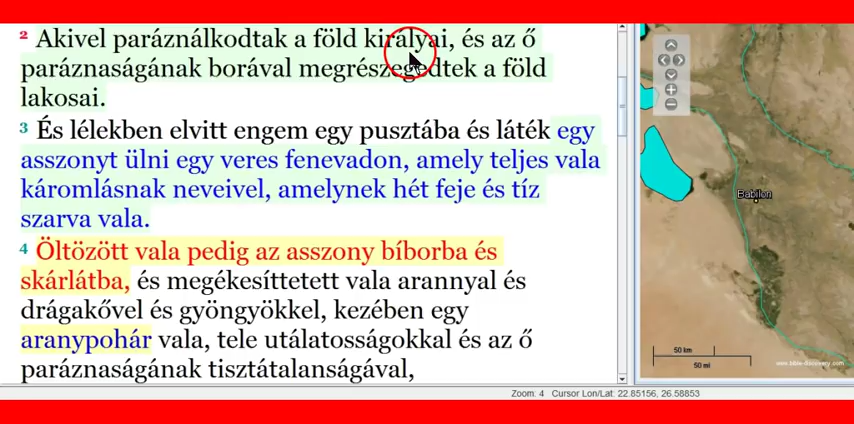 2 Akivel paráználkodtak a föld királyai, és az ő
paráznaságának borával megrészegedtek a föld
lakosai.
3 És lélekben elvitt engem egy pusztába és láték egy
asszonyt ülni egy veres fenevadon, amely teljes vala
káromlásnak neveivel, amelynek hét feje és tíz
szarva vala.
4 Öltözött vala pedig az asszony bíborba és
skárlátba, és megékesíttetett vala arannyal és
drágakővel és gyöngyökkel, kezében egy
aranypohár vala, tele utálatosságokkal és az ő
paráznaságának tisztátalanságával,
Babilon
50 km
50 mi
www.bible-discovery.com
Zoom: 4 Cursor Lon/Lat: 22.85156, 26.58853